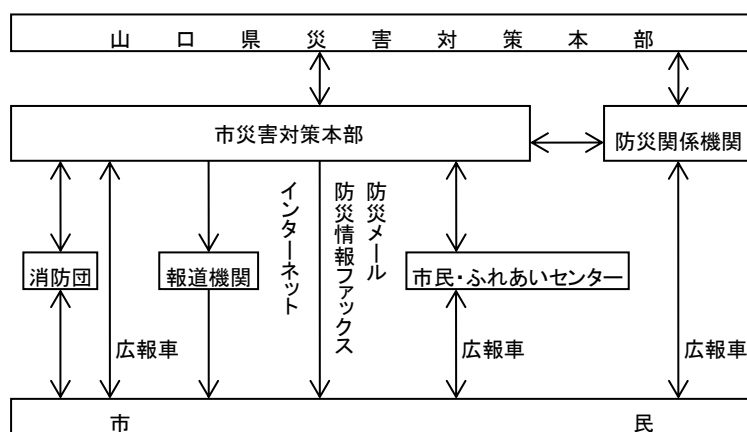 山口県災害対策本部
市災害対策本部
防災関係機関
インターネット
防災情報ファックス
防災メール
消防団
報道機関
市民・ふれあいセンター
広報車
広報車
広報車
市民